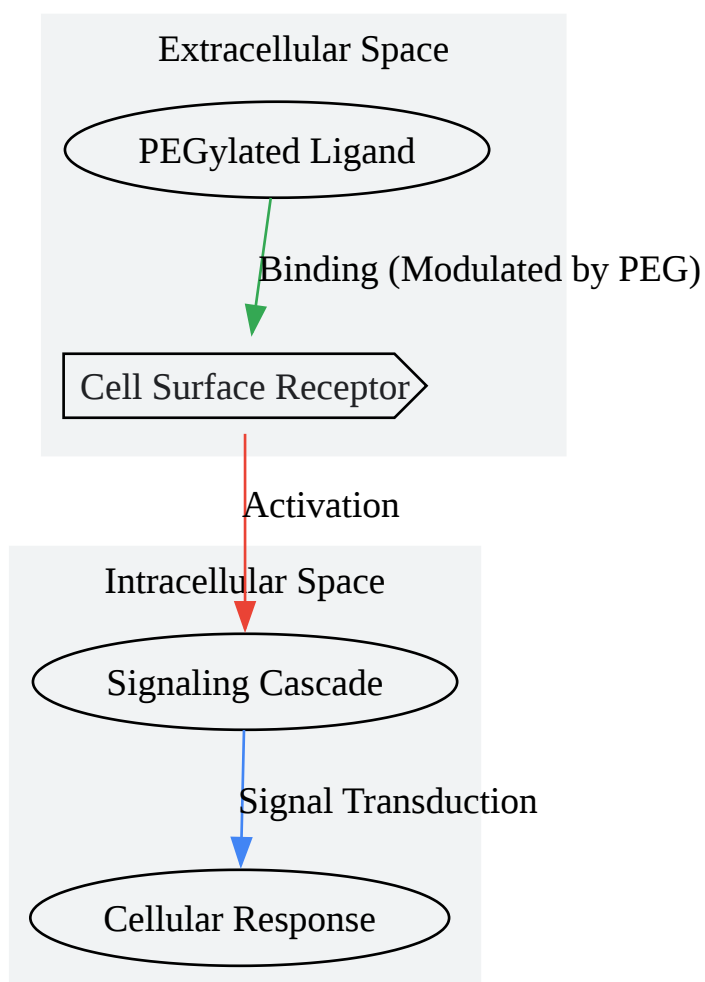 Extracellular Space
PEGylated Ligand
Binding (Modulated by PEG)
Cell Surface Receptor
Activation
Intracellular Space
Signaling Cascade
Signal Transduction
Cellular Response